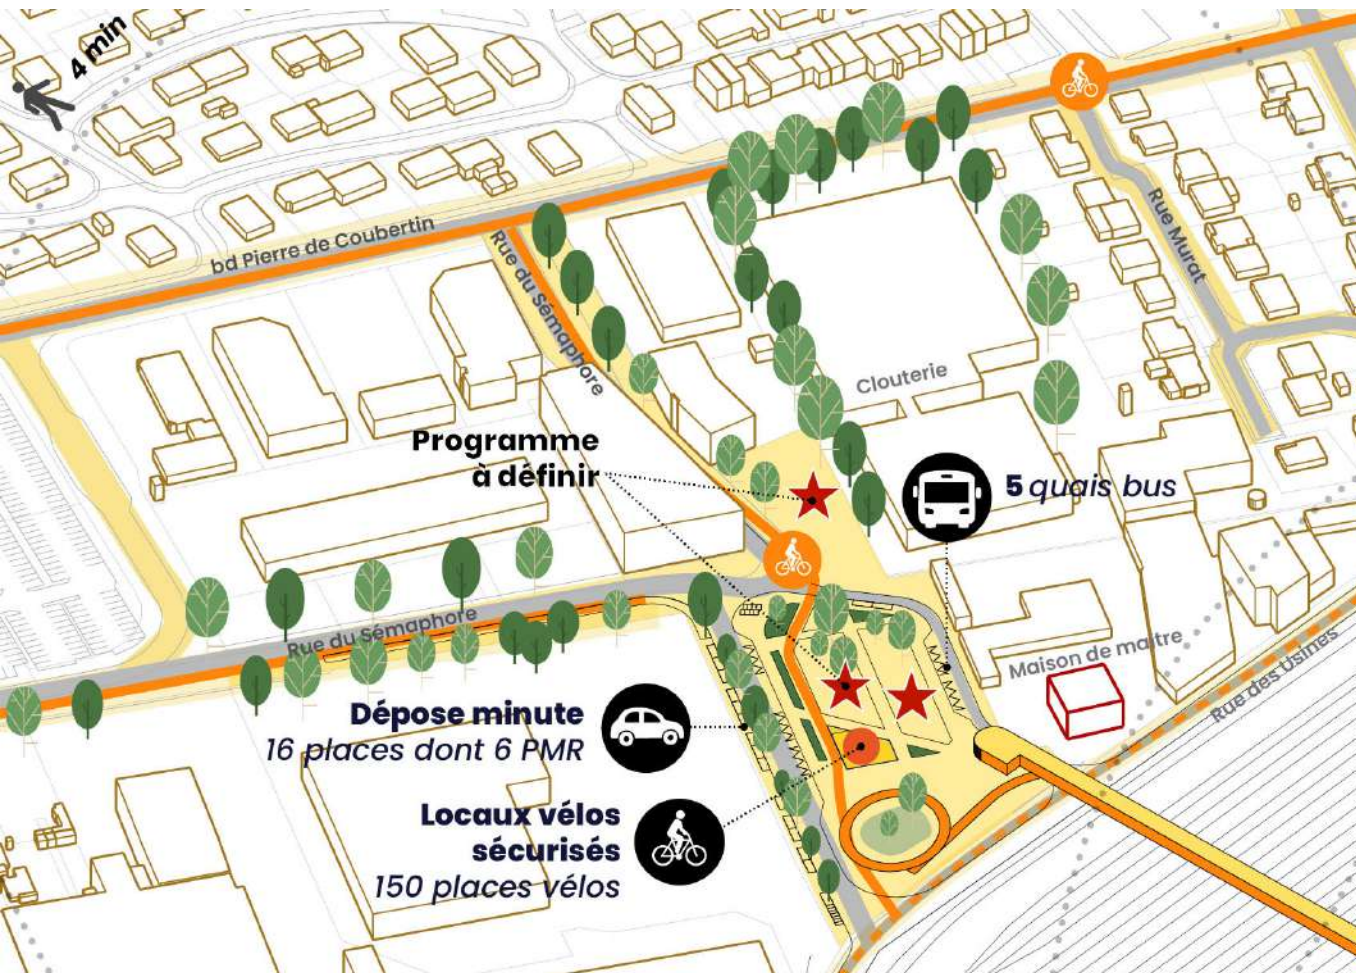 4 min
bd Pierre de Coubertin
Rue du Sémaphore
Rue Murat
Clouterie
Programme
à définir
5 quais bus
Rue du Sémaphore
Maison de maitre
Rue des Usines
Dépose minute
16 places dont 6 PMR
Locaux vélos
sécurisés
150 places vélos